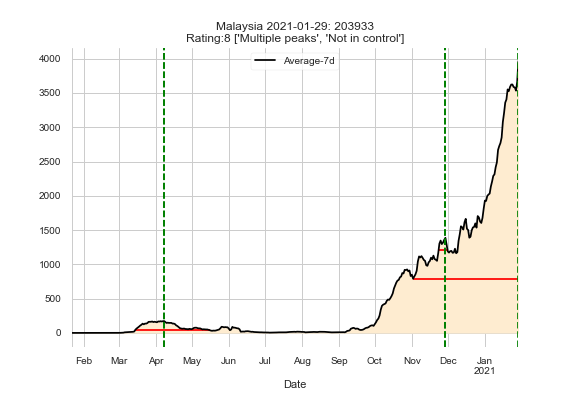 Malaysia 2021-01-29: 203933
Rating:8 ['Multiple peaks', 'Not in control']
Average-7d
4000
3500
3000
2500
2000
1500
1000
500
0
Feb Mar Apr May Jun Jul Aug Sep Oct Nov Dec Jan
2021
Date